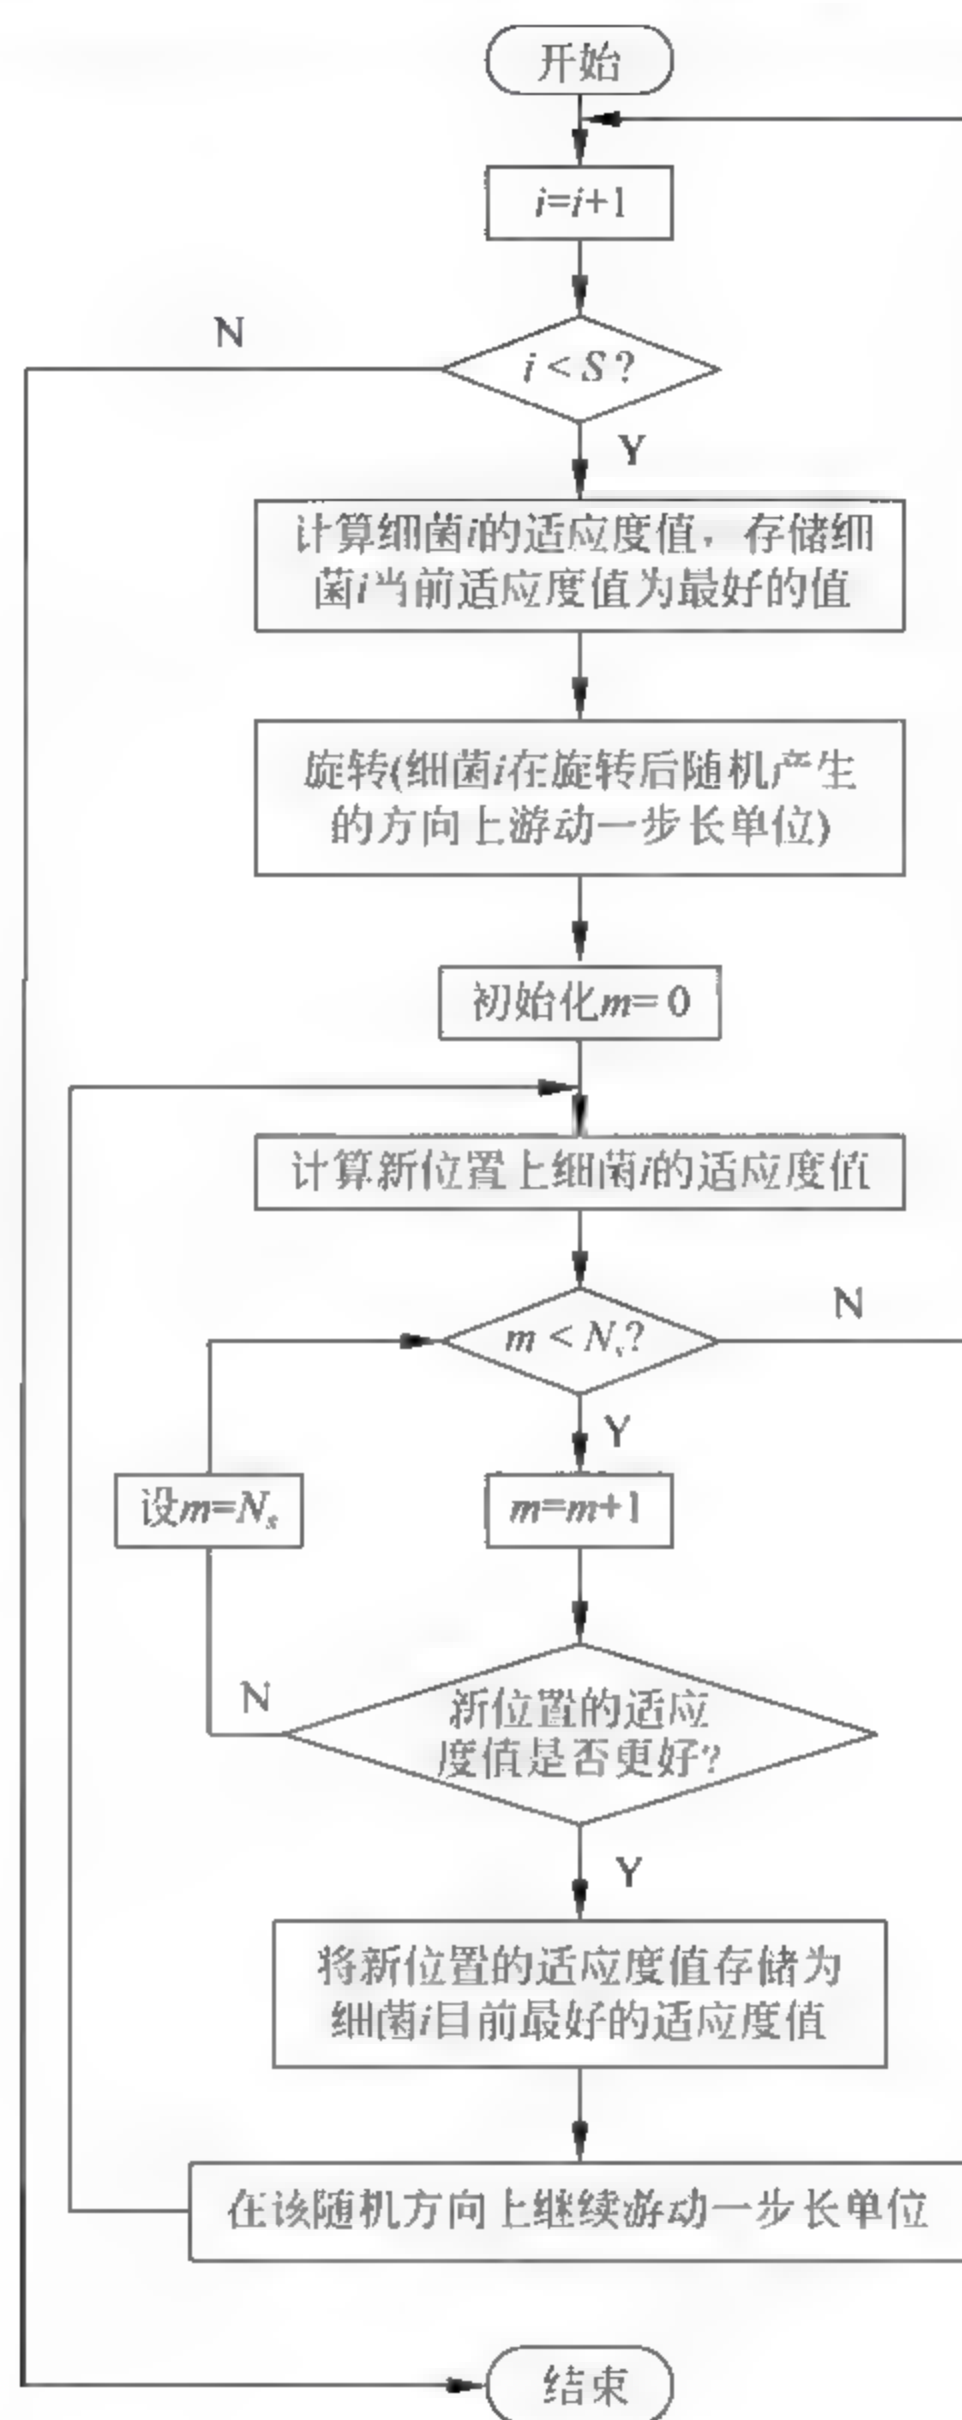 开始
i=i+1
i < S?
N
Y
计算细菌i的适应度值，存储细
菌i当前适应度值为最好的值
旋转(细菌i在旋转后随机产生
的方向上游动一步长单位)
初始化m= 0
计算新位置上细菌i的适应度值
m < Ns?
N
Y
设m=Ns
m=m+1
新位置的适应
度值是否更好?
N
Y
将新位置的适应度值存储为
细菌i目前最好的适应度值
在该随机方向上继续游动一步长单位
结束